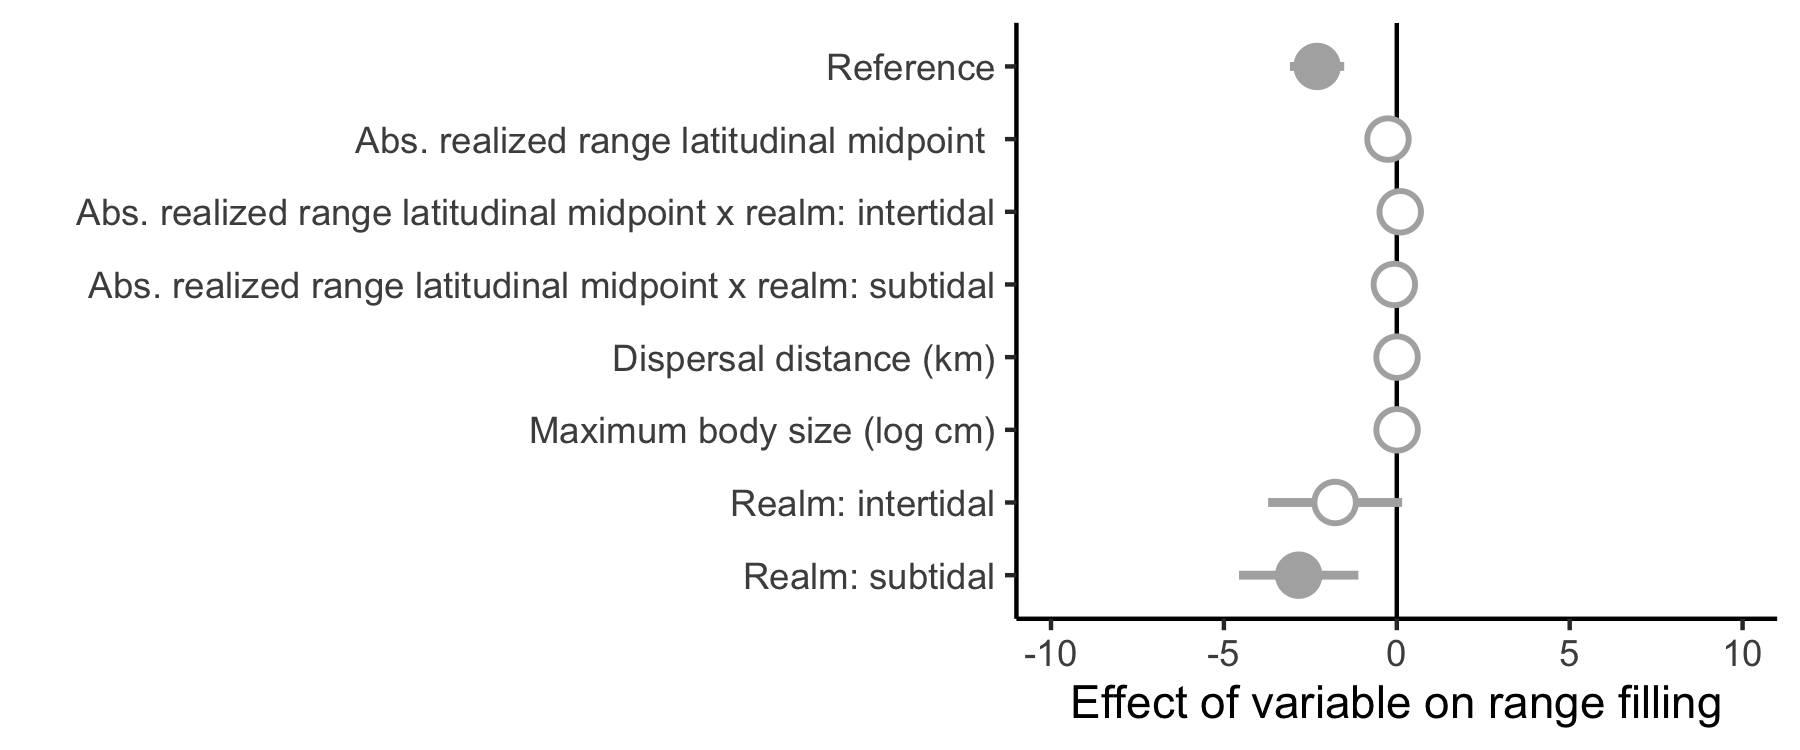 Reference
Abs. realized range latitudinal midpoint
Abs. realized range latitudinal midpoint x realm: intertidal
Abs. realized range latitudinal midpoint x realm: subtidal
Dispersal distance (km)
Maximum body size (log cm)
Realm: intertidal
Realm: subtidal
-10 -5 0 5 10
Effect of variable on range filling